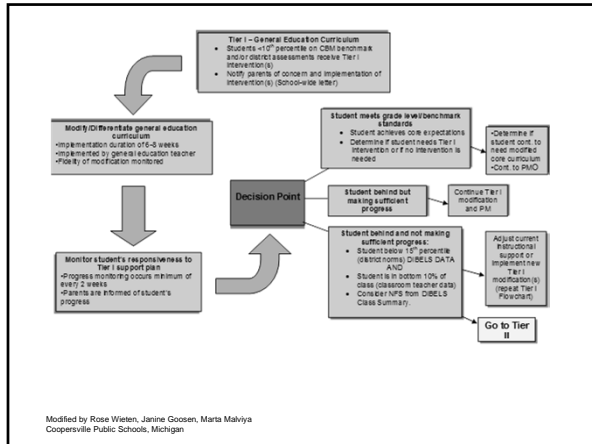 Tier I – General Education Curriculum
• Students <10th percentile on CBM benchmark
and/or district assessments receive Tier I
intervention(s)
• Notify parents of concern and implementation of
intervention(s) (School-wide letter)
Modify/Differentiate general education
curriculum
•Implementation duration of 6-8 weeks
•Implemented by general education teacher
•Fidelity of modification monitored
Monitor student's responsiveness to
Tier I support plan
•Progress monitoring occurs minimum of
every 2 weeks
•Parents are informed of student's
progress
Decision Point
Student meets grade level/benchmark
standards
• Student achieves core expectations
• Determine if student needs Tier I
intervention or if no intervention is
needed
•Determine if
student cont. to
need modified
core curriculum
•Cont. to PM
Student behind but
making sufficient
progress
Continue Tier I
modification
and PM
Student behind and not making
sufficient progress:
• Student below 15th percentile
(district norms) DIBELS DATA
AND
• Student is in bottom 10% of
class (classroom teacher data)
• Consider NFS from DIBELS
Class Summary.
Adjust current
instructional
support or
implement new
Tier I
modification(s)
(repeat Tier I
Flowchart)
Go to Tier
II
Modified by Rose Wieten, Janine Goosen, Marta Malviya
Coopersville Public Schools, Michigan